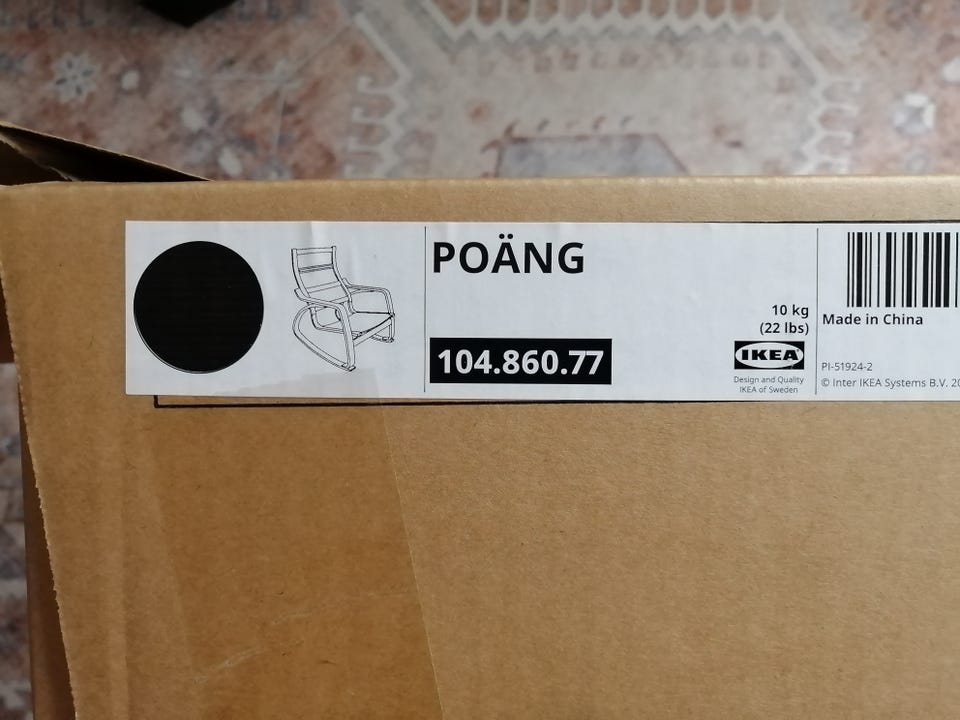 POÄNG
104.860.77
10 kg
(22 lbs)
IKEA
Design and Quality
IKEA of Sweden
Made in China
PI-51924-2
© Inter IKEA Systems B.V. 20